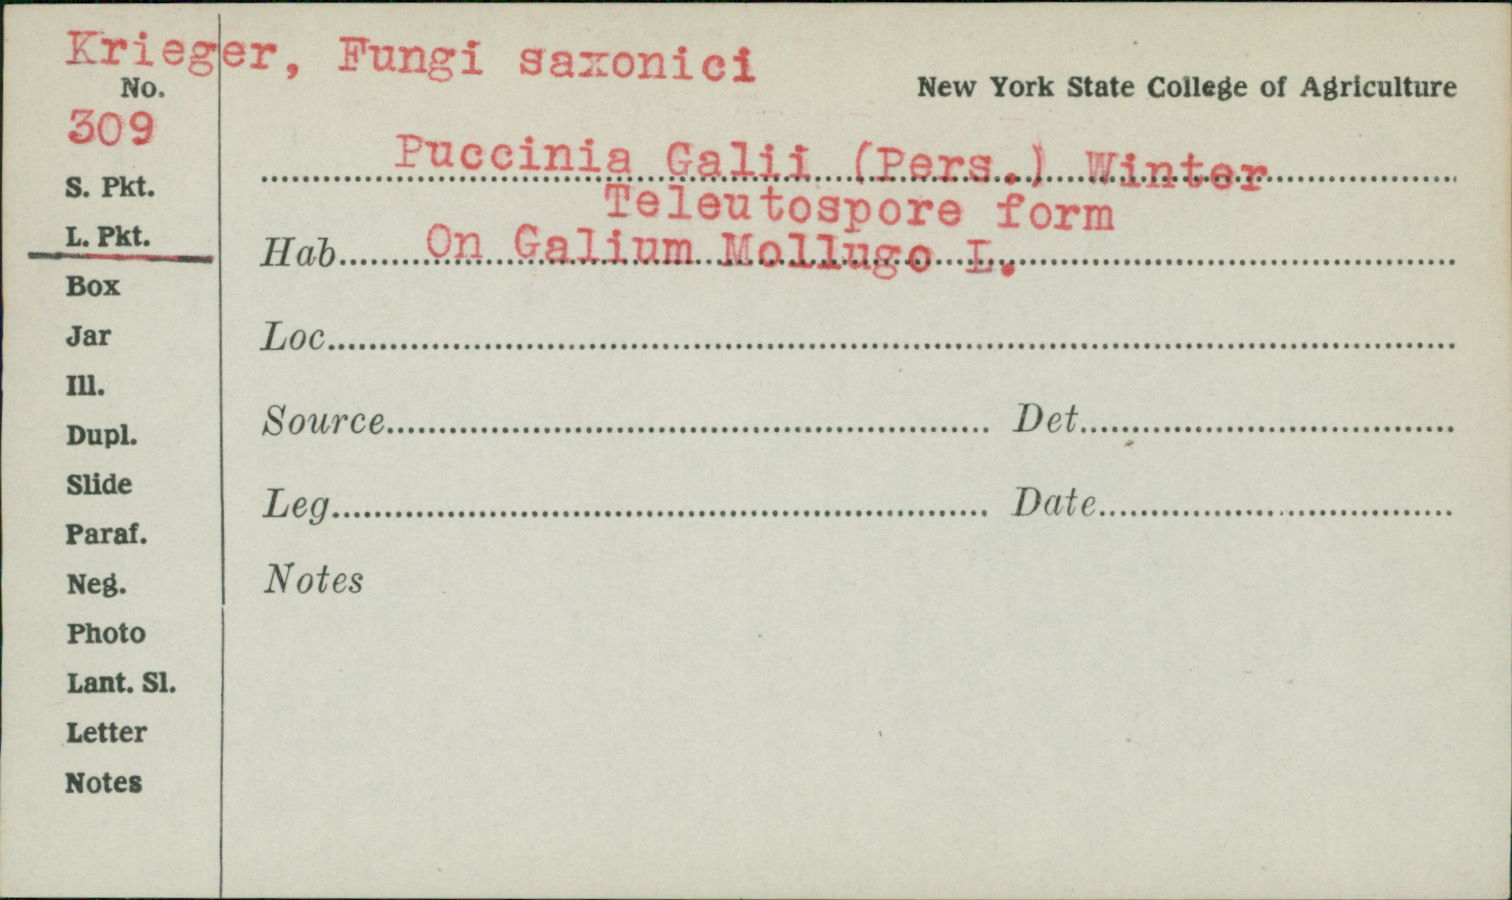 Krieger, Fungi saxonici
No.
New York State College of Agriculture
309
Puccinia Galii (Pers.) Winter
S. Pkt.
Teleutospore form
L. Pkt.
Hab. On Galium Mollugo L.
Box
Jar
Loc.
Ill.
Dupl.
Source Det.
Slide
Leg. Date
Paraf.
Neg.
Notes
Photo
Lant. Sl.
Letter
Notes